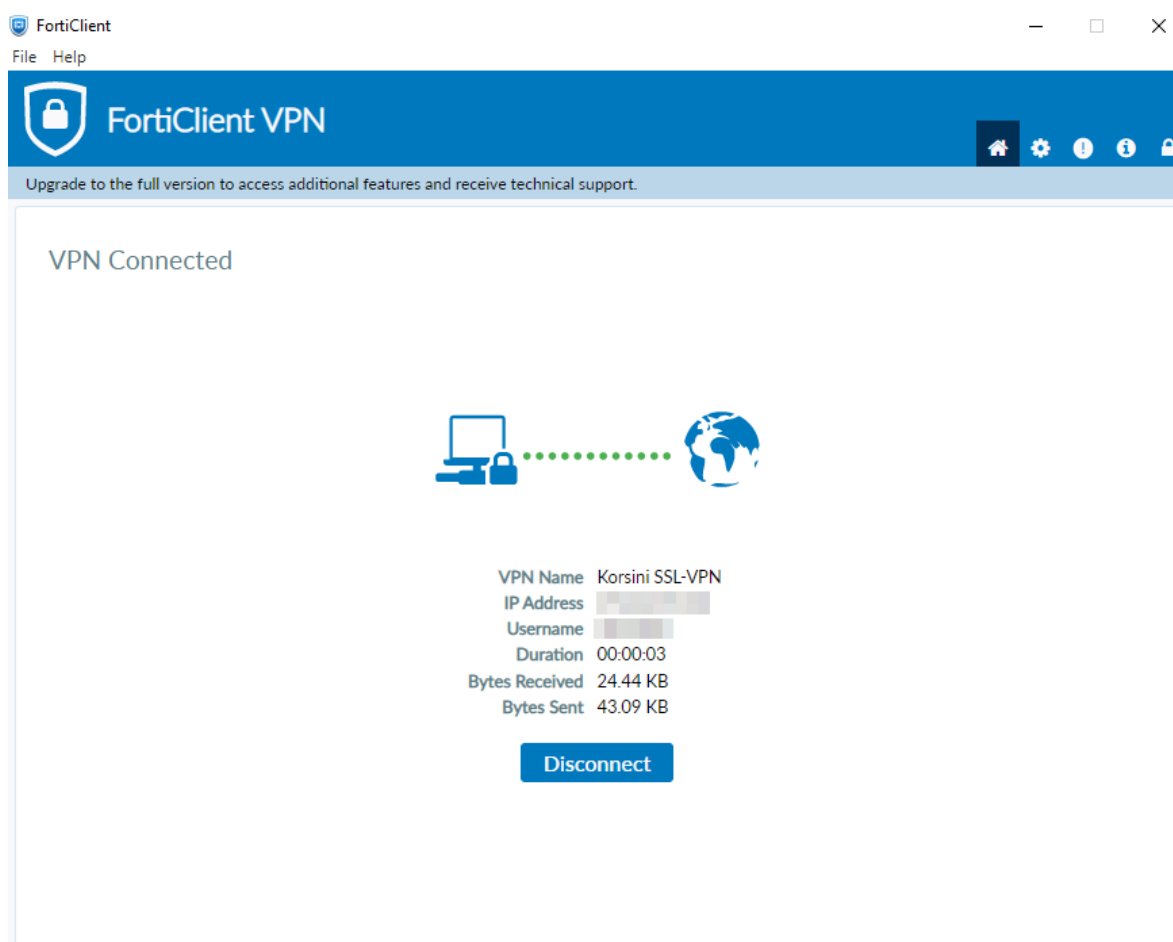 FortiClient
File Help
FortiClient VPN
Upgrade to the full version to access additional features and receive technical support.
VPN Connected
VPN Name Korsini SSL-VPN
IP Address
Username
Duration 00:00:03
Bytes Received 24.44 KB
Bytes Sent 43.09 KB
Disconnect